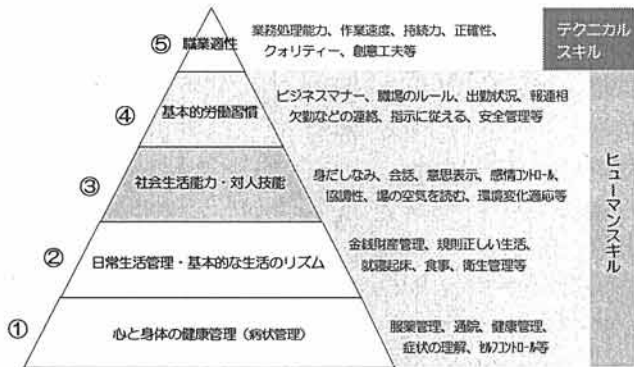 ⑤ 職業適性
業務処理能力、作業速度、持続力、正確性、
クォリティー、創意工夫等
テクニカル
スキル
④ 基本的労働習慣
ビジネスマナー、職場のルール、出勤状況、報連相
欠勤などの連絡、指示に従える、安全管理等
③ 社会生活能力・対人技能
身だしなみ、会話、意思表示、感情コントロール、
協調性、場の空気を読む、環境変化適応等
② 日常生活管理・基本的な生活のリズム
金銭財産管理、規則正しい生活、
就寝起床、食事、衛生管理等
① 心と身体の健康管理（病状管理）
服薬管理、通院、健康管理、
症状の理解、セルフコントロール等
ヒューマンスキル